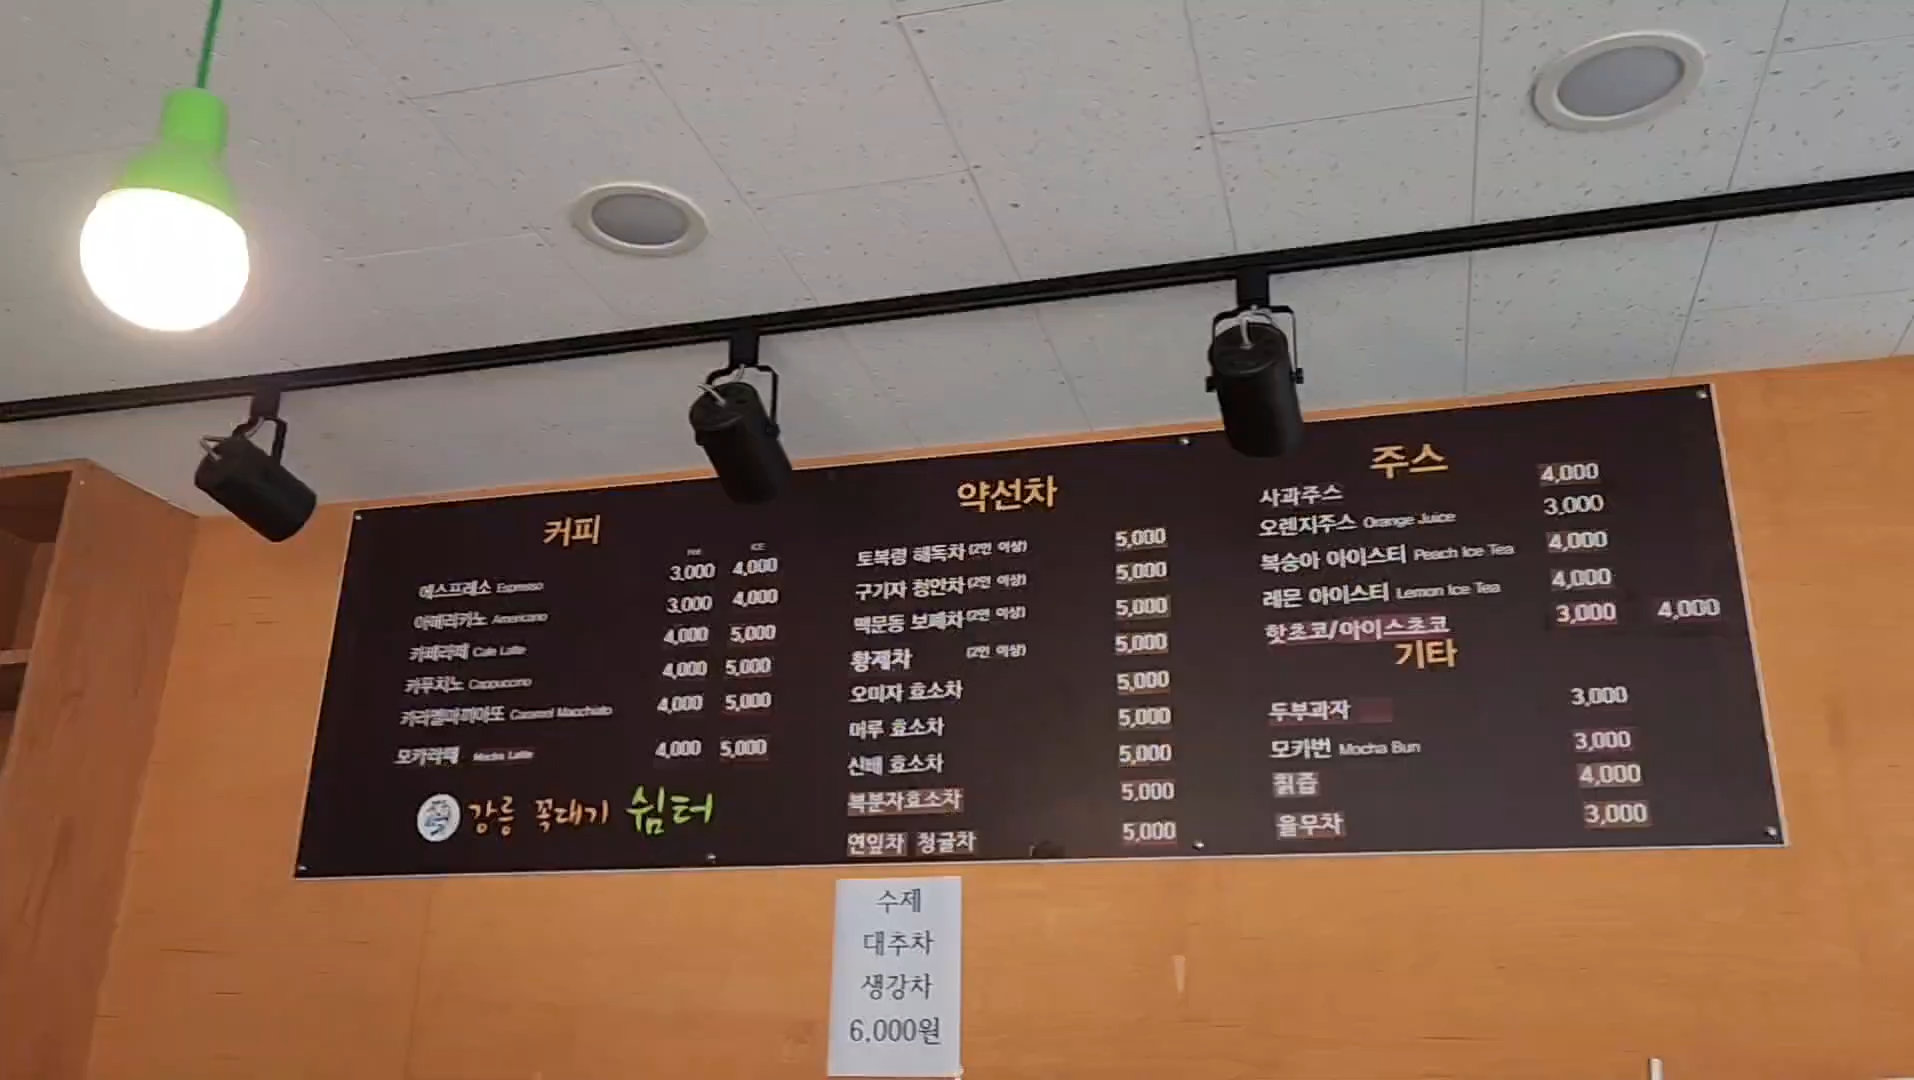 커피
HOT ICE
에스프레소 Espresso 3,000 4,000
아메리카노 Americano 3,000 4,000
카페라떼 Cafe Latte 4,000 5,000
카푸치노 Cappuccino 4,000 5,000
카라멜마끼아또 Caramel Macchiato 4,000 5,000
모카라떼 Mocha Latte 4,000 5,000
강릉 꼭대기 쉼터
약선차
토복령 해독차 (2인 이상) 5,000
구기자 청안차 (2인 이상) 5,000
맥문동 보폐차 (2인 이상) 5,000
황제차 (2인 이상) 5,000
오미자 효소차 5,000
머루 효소차 5,000
신배 효소차 5,000
복분자효소차 5,000
연잎차 청귤차 5,000
주스
사과주스 4,000
오렌지주스 Orange Juice 3,000
복숭아 아이스티 Peach Ice Tea 4,000
레몬 아이스티 Lemon Ice Tea 4,000
핫초코/아이스초코 3,000 4,000
기타
두부과자 3,000
모카번 Mocha Bun 3,000
칡즙 4,000
율무차 3,000
수제
대추차
생강차
6,000원